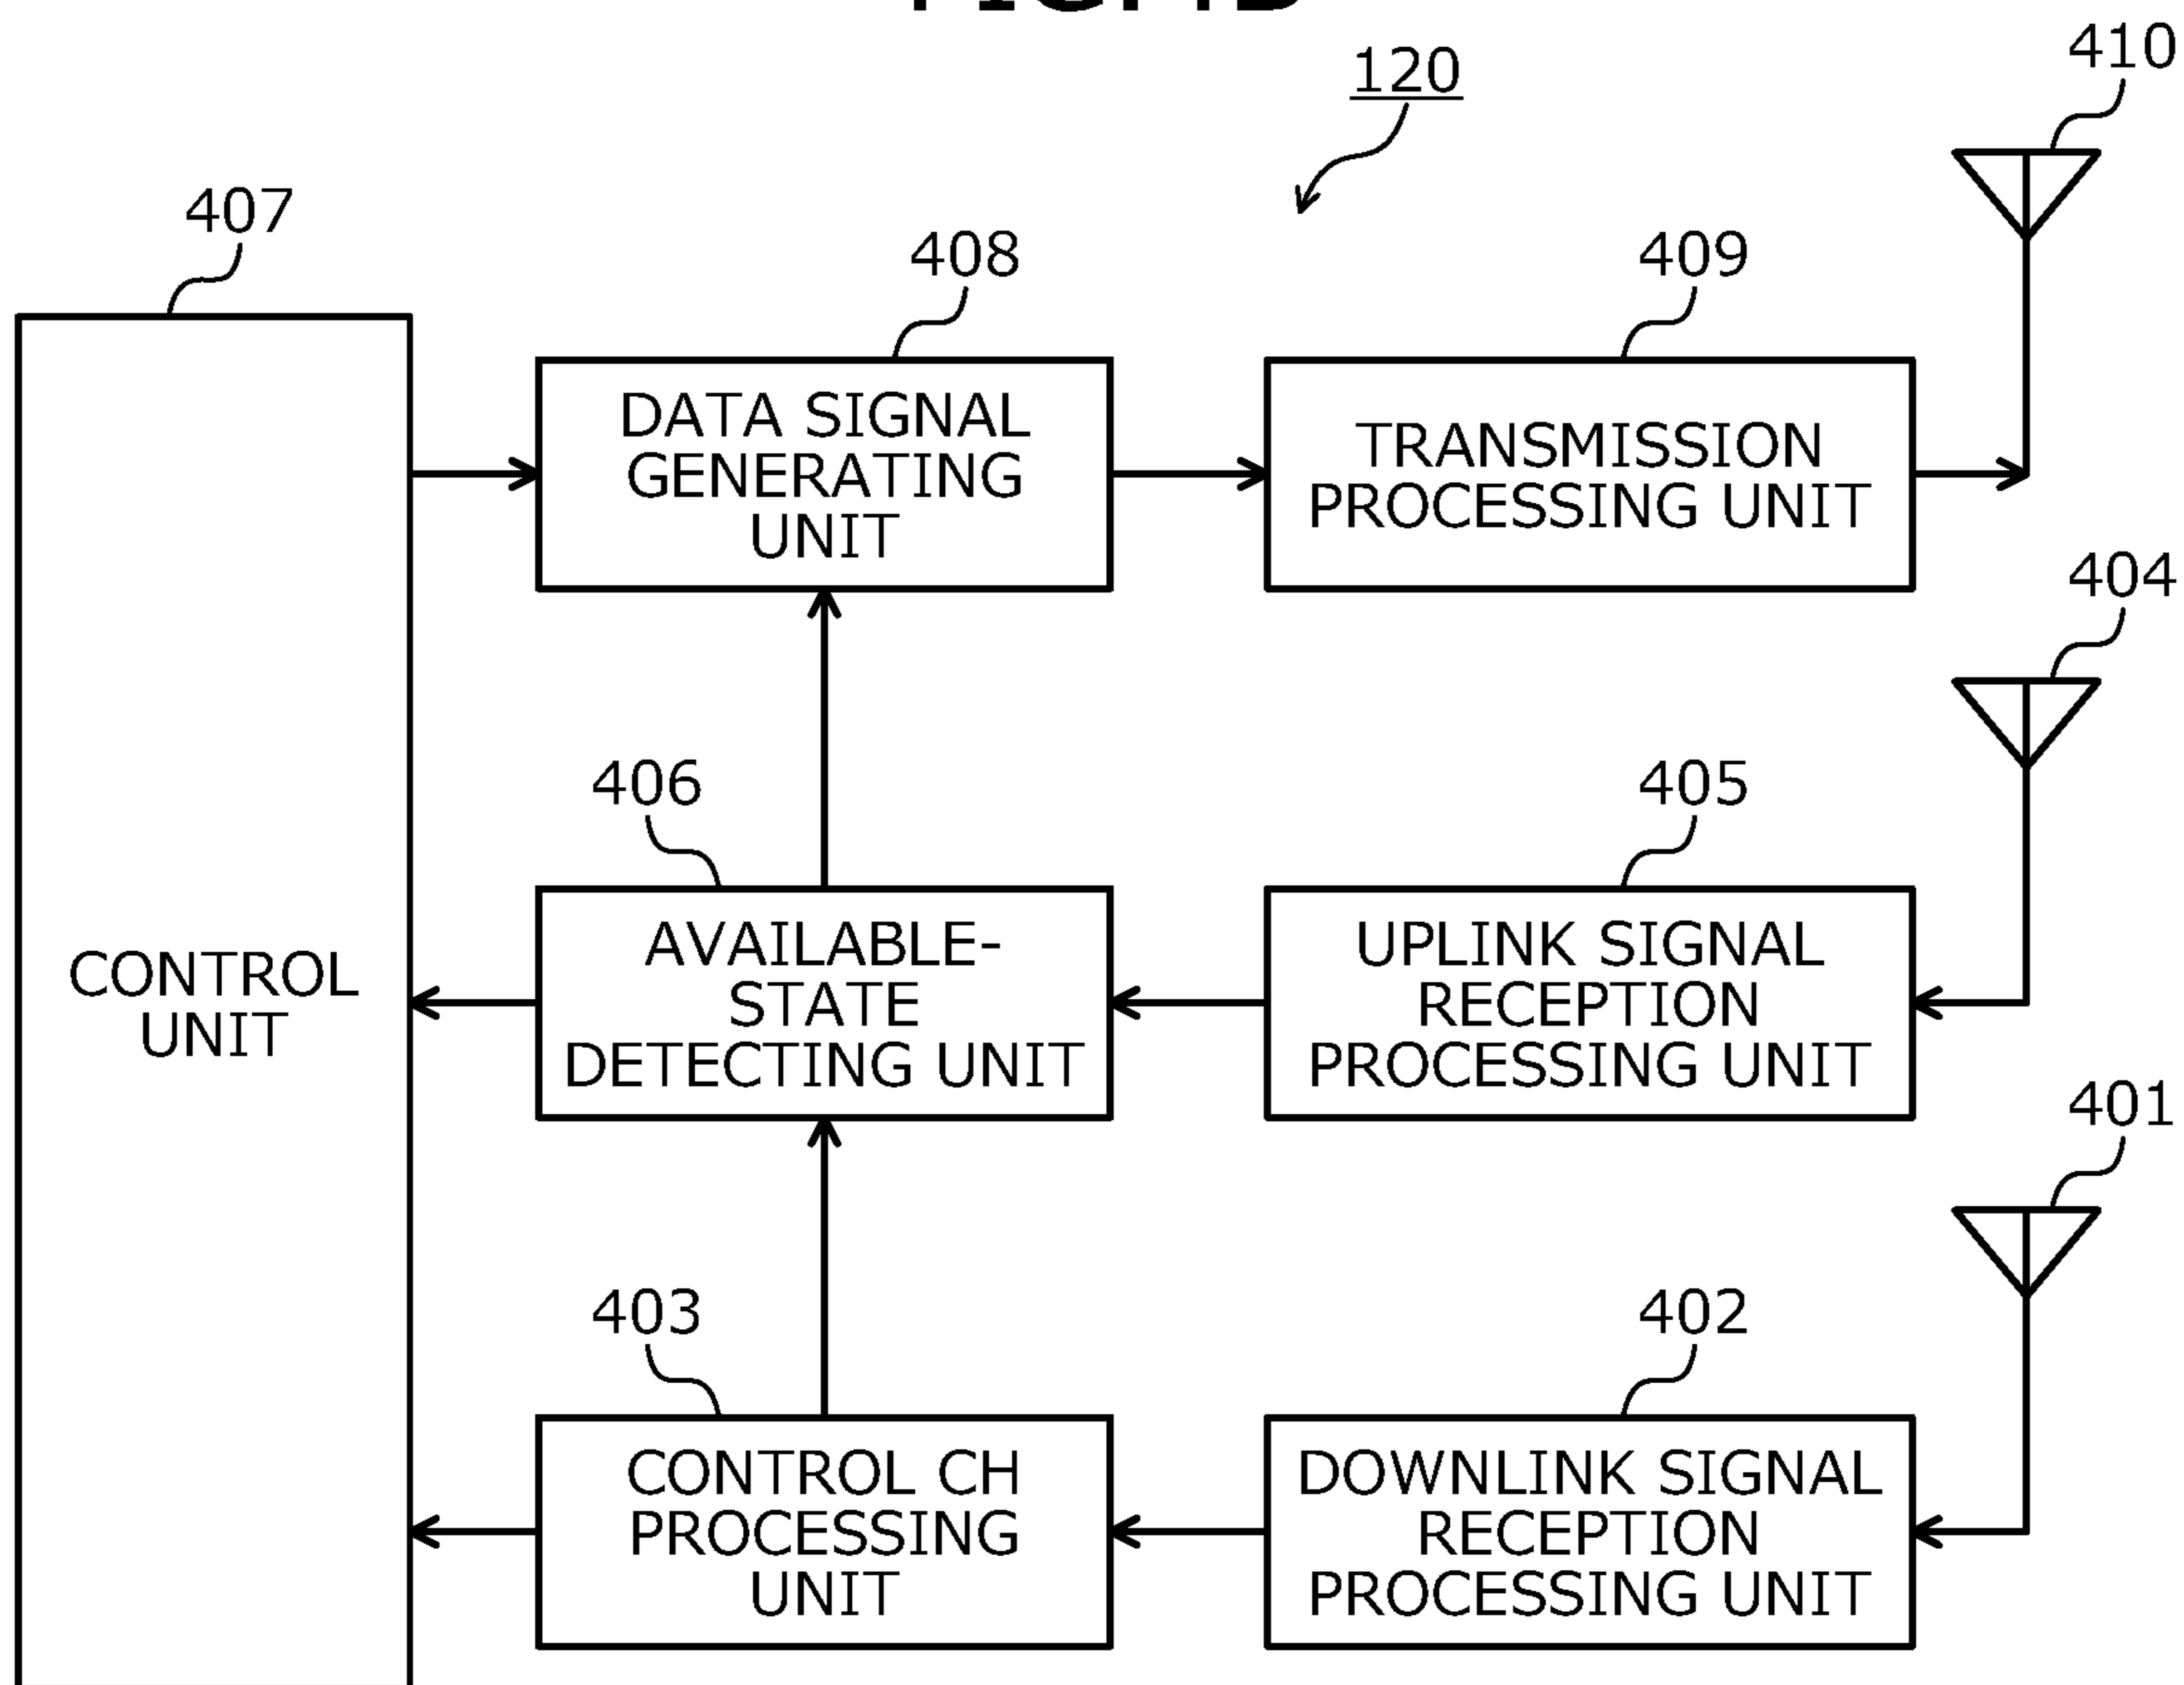 120
410
407
408
409
DATA SIGNAL
GENERATING
UNIT
TRANSMISSION
PROCESSING UNIT
404
406
405
CONTROL
UNIT
AVAILABLE-
STATE
DETECTING UNIT
UPLINK SIGNAL
RECEPTION
PROCESSING UNIT
401
403
402
CONTROL CH
PROCESSING
UNIT
DOWNLINK SIGNAL
RECEPTION
PROCESSING UNIT